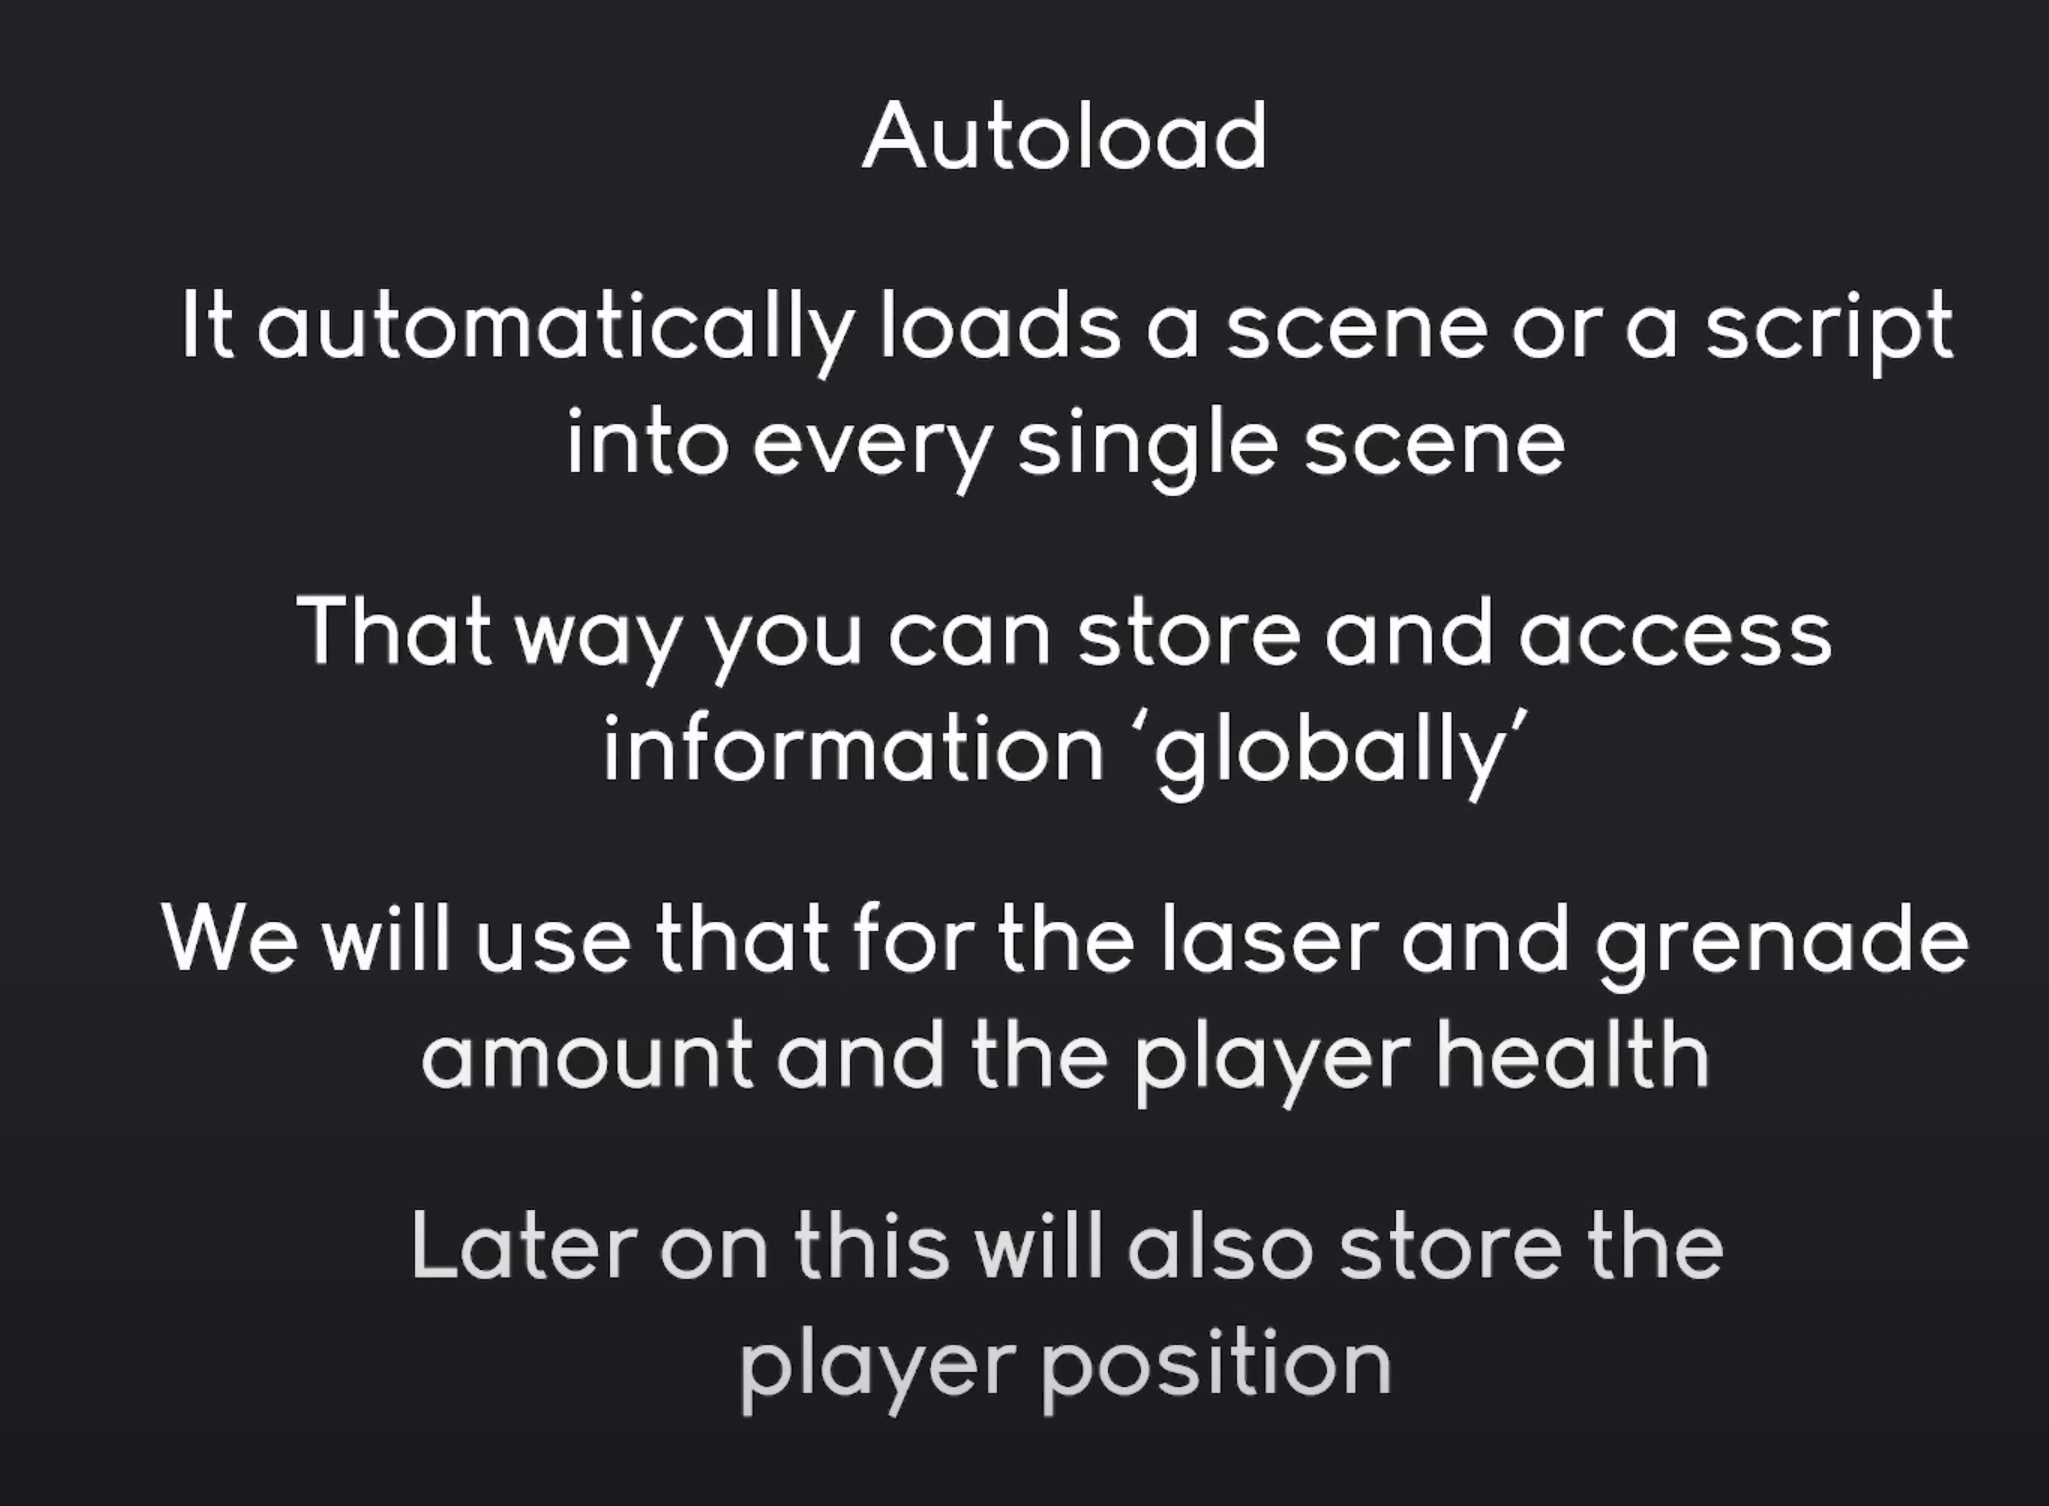 Autoload
It automatically loads a scene or a script
into every single scene
That way you can store and access
information ‘globally’
We will use that for the laser and grenade
amount and the player health
Later on this will also store the
player position